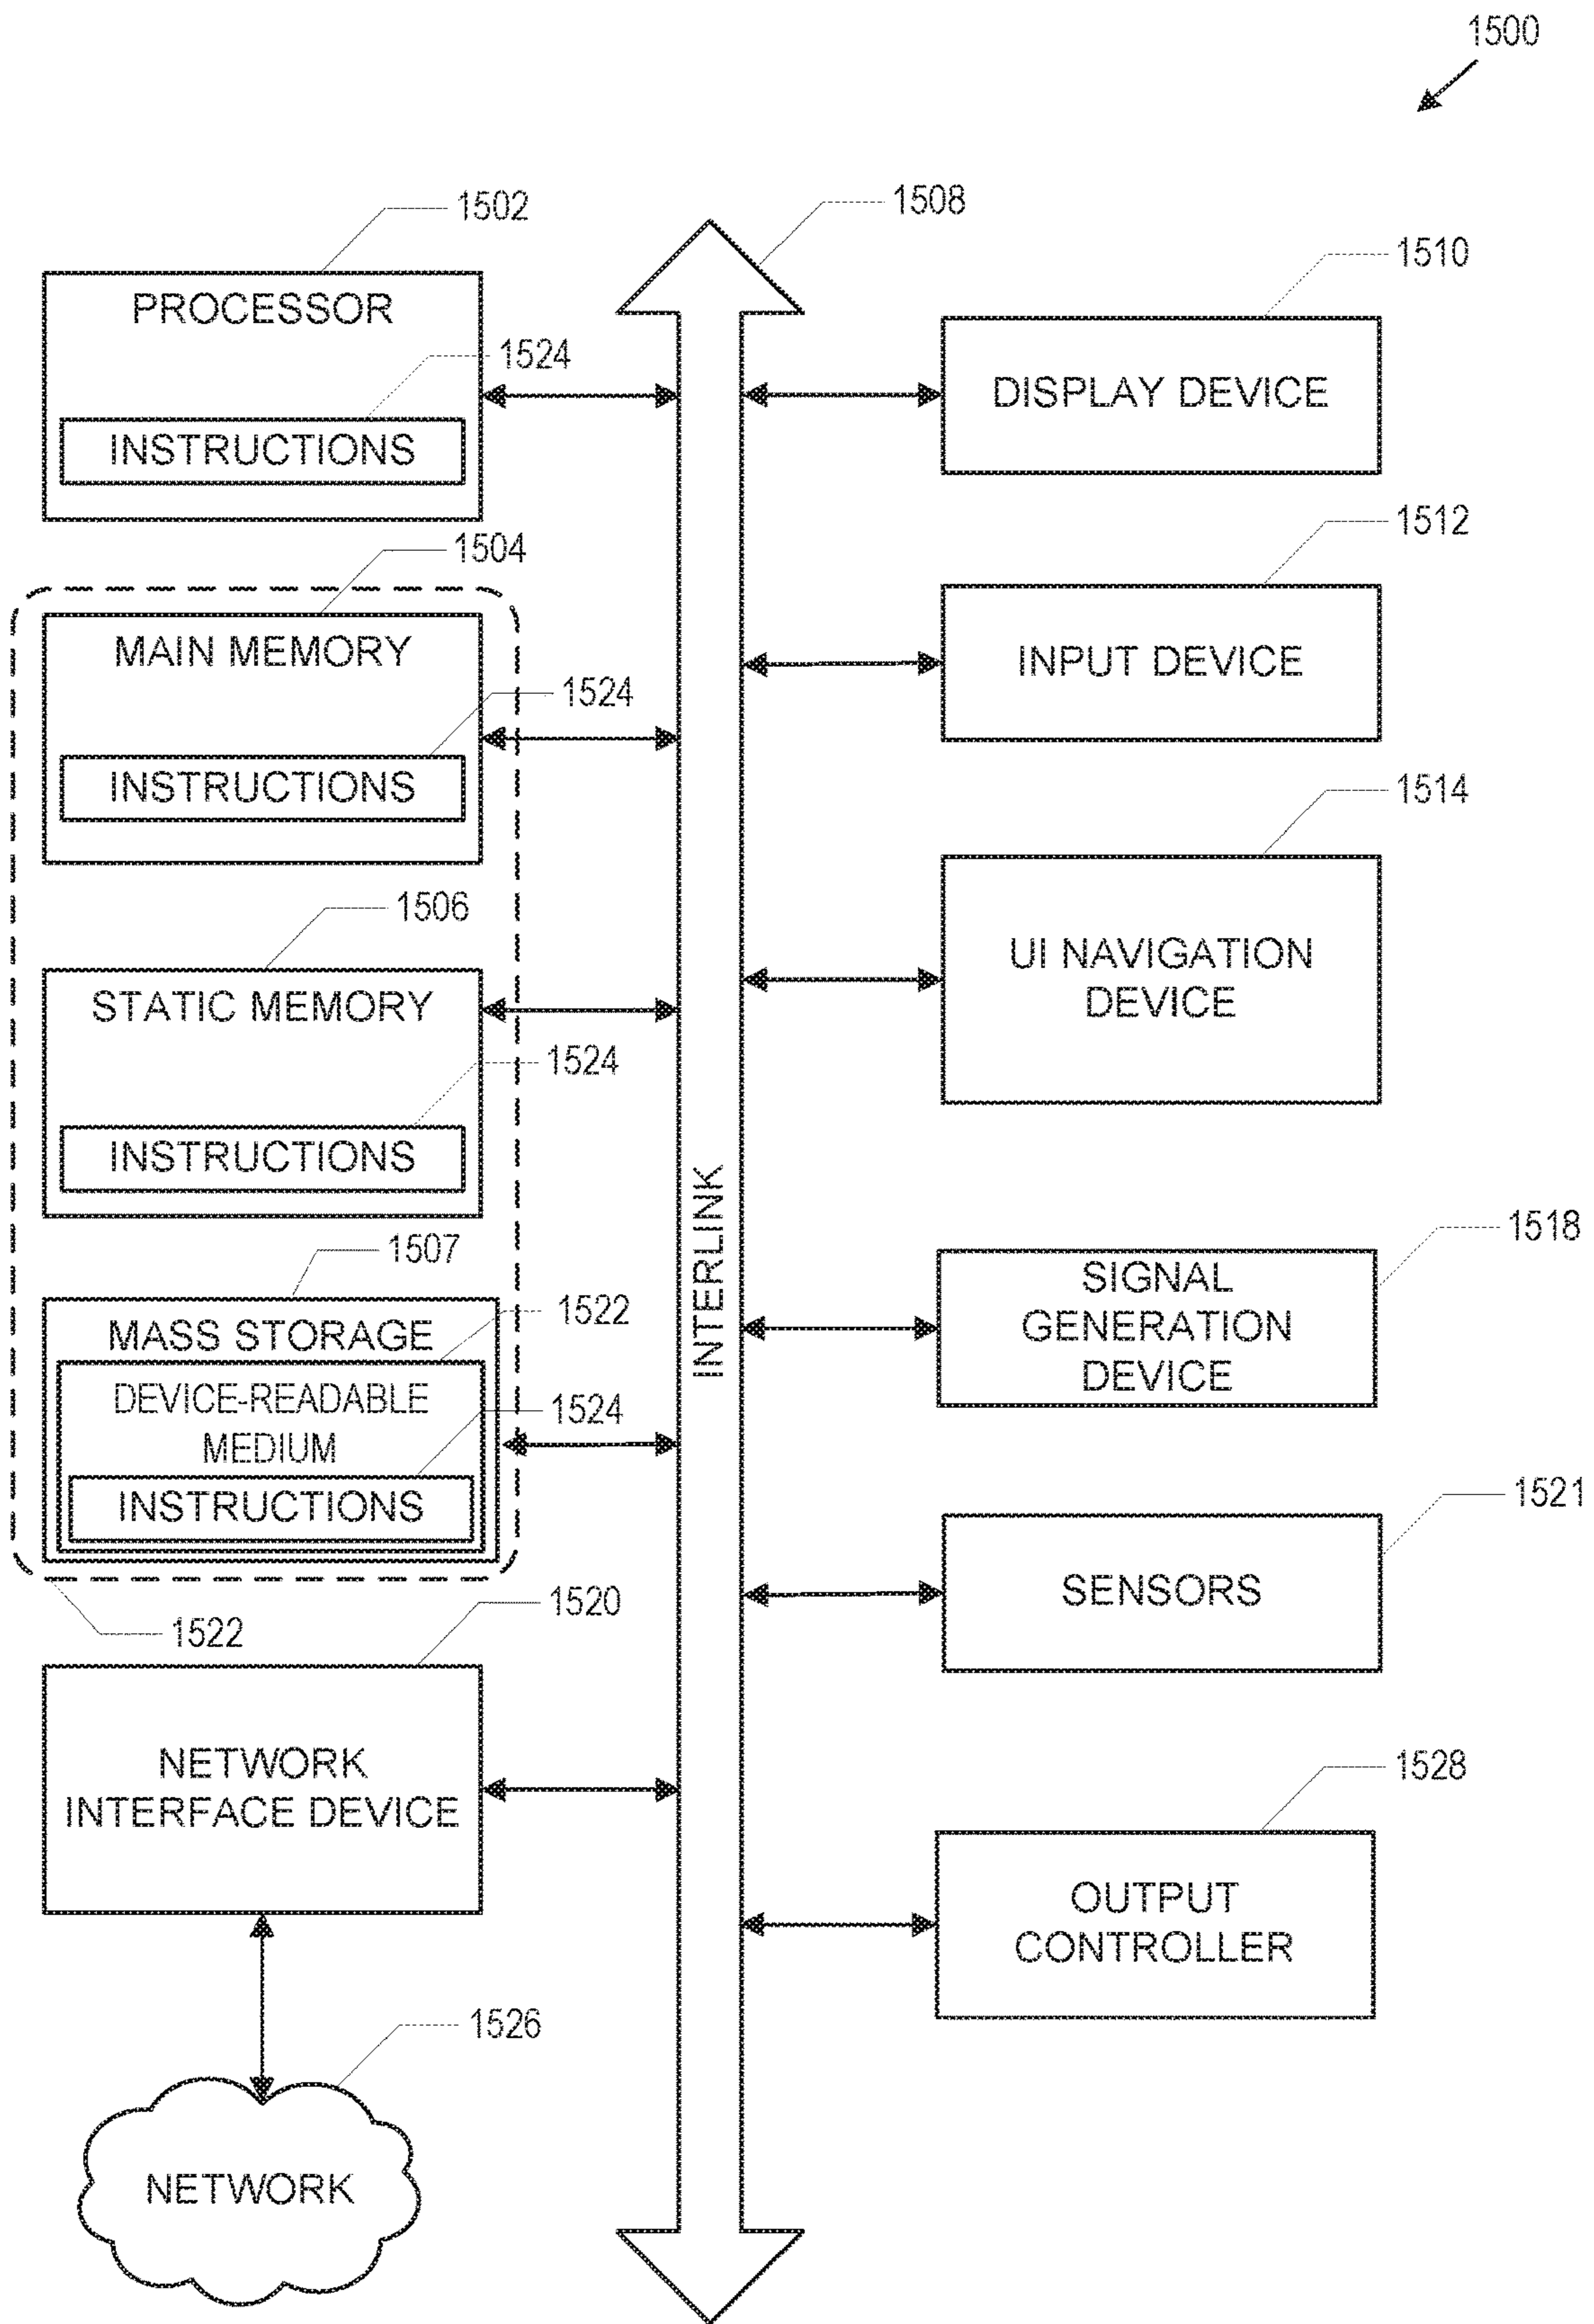 1500
1502
PROCESSOR
1524
INSTRUCTIONS
1504
MAIN MEMORY
1524
INSTRUCTIONS
1506
STATIC MEMORY
1524
INSTRUCTIONS
1507
MASS STORAGE
1522
DEVICE-READABLE
MEDIUM
1524
INSTRUCTIONS
1522
1520
NETWORK
INTERFACE DEVICE
1526
NETWORK
1508
INTERLINK
1510
DISPLAY DEVICE
1512
INPUT DEVICE
1514
UI NAVIGATION
DEVICE
1518
SIGNAL
GENERATION
DEVICE
1521
SENSORS
1528
OUTPUT
CONTROLLER